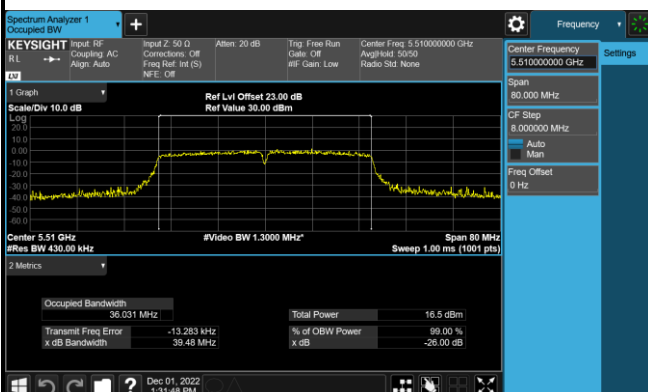 Spectrum Analyzer 1
Occupied BW
+
Frequency
KEYSIGHT
RL
Input: RF
Coupling: AC
Align: Auto
Input Z: 50 Ω
Corrections: Off
Freq Ref: Int (S)
NFE: Off
Atten: 20 dB
Trig: Free Run
Gate: Off
#IF Gain: Low
Center Freq: 5.510000000 GHz
Avg|Hold: 50/50
Radio Std: None
LXI
1 Graph
Scale/Div 10.0 dB
Ref Lvl Offset 23.00 dB
Ref Value 30.00 dBm
Log
20.0
10.0
0.00
-10.0
-20.0
-30.0
-40.0
-50.0
-60.0
Center 5.51 GHz
#Res BW 430.00 kHz
#Video BW 1.3000 MHz*
Span 80 MHz
Sweep 1.00 ms (1001 pts)
2 Metrics
Occupied Bandwidth
36.031 MHz
Transmit Freq Error -13.283 kHz
x dB Bandwidth 39.48 MHz
Total Power 16.5 dBm
% of OBW Power 99.00 %
x dB -26.00 dB
?
Dec 01, 2022
1:31:48 PM
Center Frequency
5.510000000 GHz
Span
80.000 MHz
CF Step
8.000000 MHz
Auto
Man
Freq Offset
0 Hz
Settings